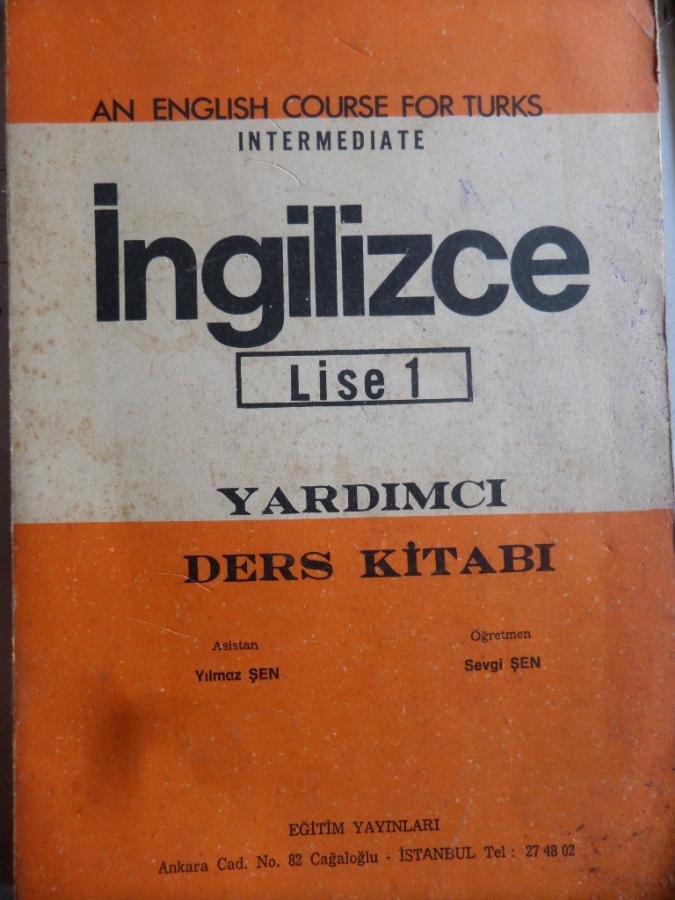 AN ENGLISH COURSE FOR TURKS
INTERMEDIATE
İngilizce
Lise 1
YARDIMCI
DERS KİTABI
Asistan
Yılmaz ŞEN
Öğretmen
Sevgi ŞEN
EĞİTİM YAYINLARI
Ankara Cad. No. 82 Cağaloğlu - İSTANBUL Tel : 27 48 02